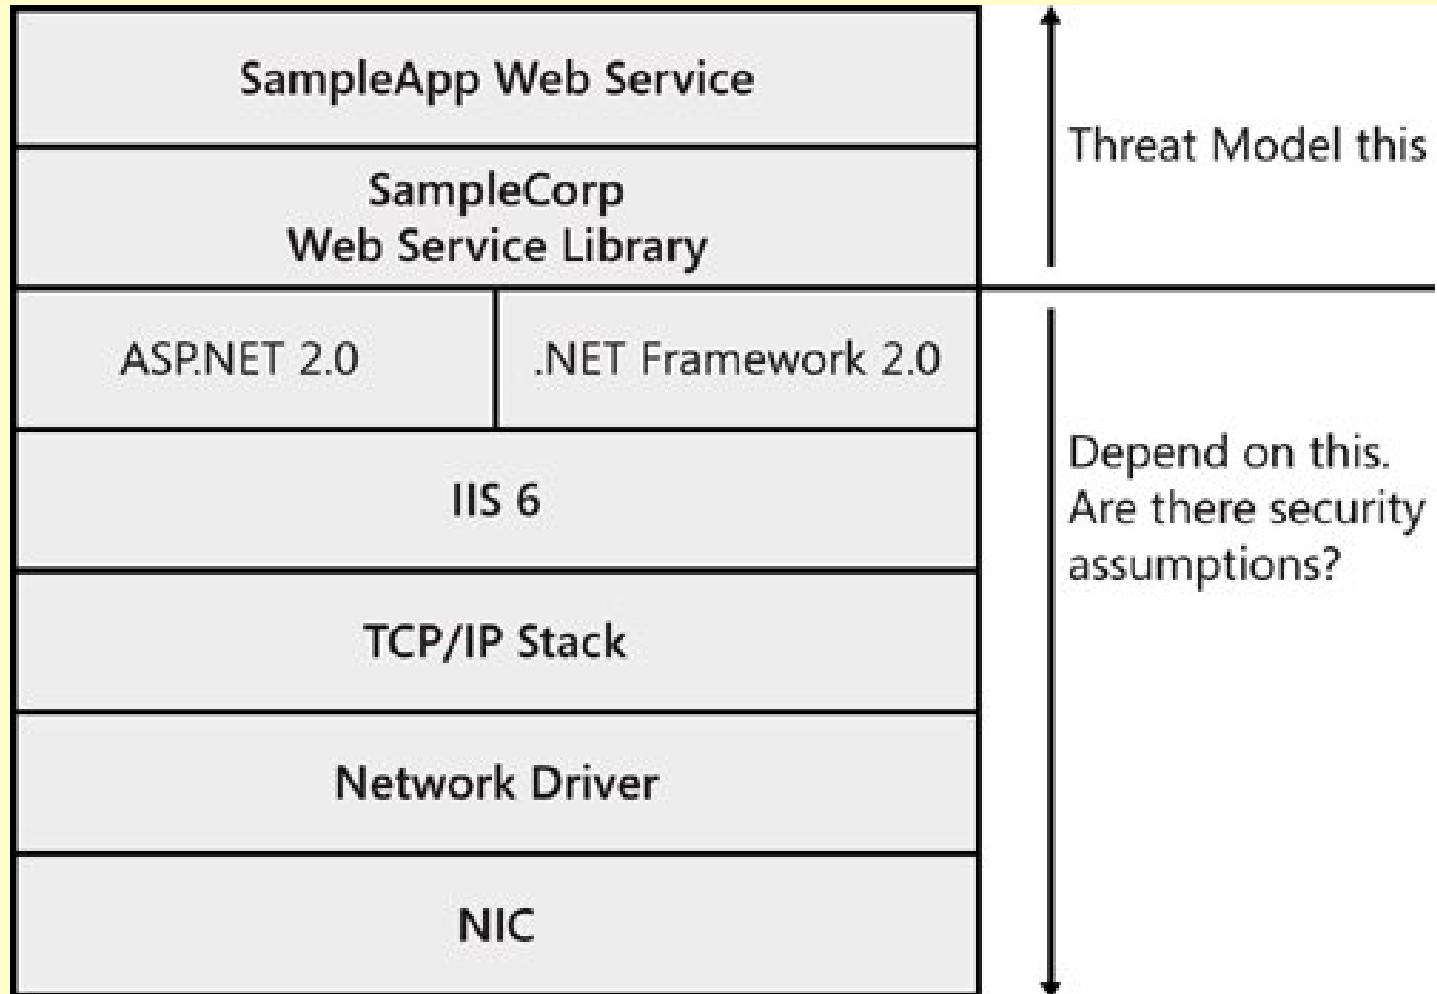 SampleApp Web Service
Threat Model this
SampleCorp
Web Service Library
ASP.NET 2.0
.NET Framework 2.0
IIS 6
Depend on this.
Are there security
assumptions?
TCP/IP Stack
Network Driver
NIC